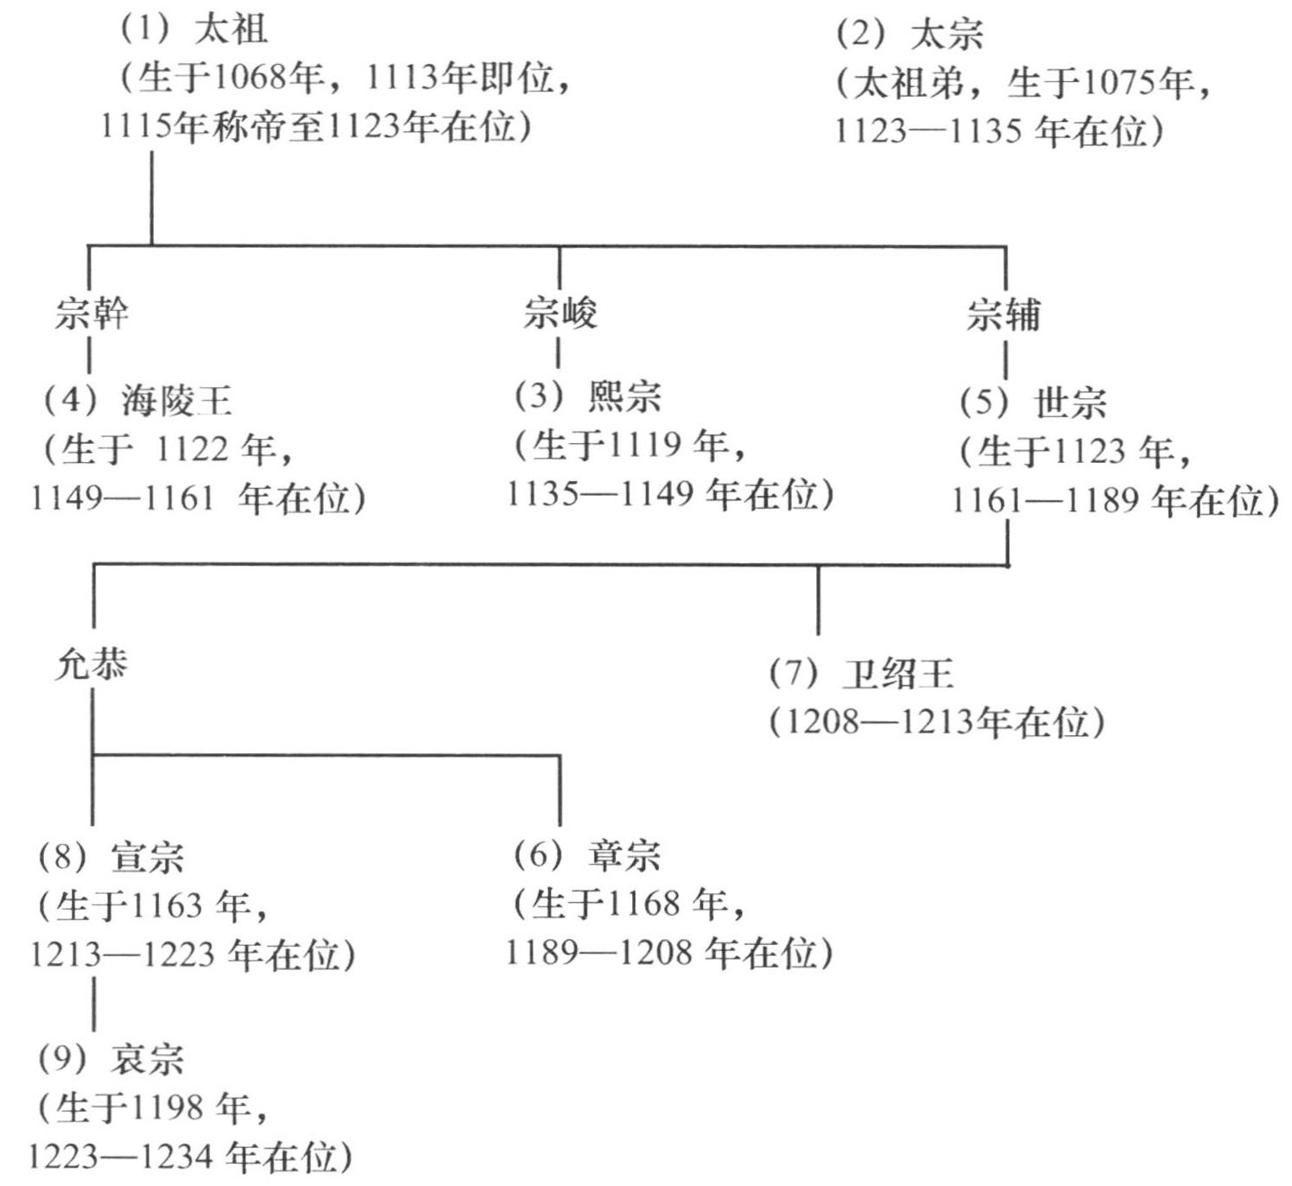 (1) 太祖
(生于1068年，1113年即位，
1115年称帝至1123年在位)
(2) 太宗
(太祖弟，生于1075年，
1123—1135 年在位)
宗幹
宗峻
宗辅
(4) 海陵王
(生于 1122 年，
1149—1161 年在位)
(3) 熙宗
(生于1119 年，
1135—1149 年在位)
(5) 世宗
(生于1123 年，
1161—1189 年在位)
允恭
(7) 卫绍王
(1208—1213年在位)
(8) 宣宗
(生于1163 年，
1213—1223 年在位)
(6) 章宗
(生于1168 年，
1189—1208 年在位)
(9) 哀宗
(生于1198 年，
1223—1234 年在位)